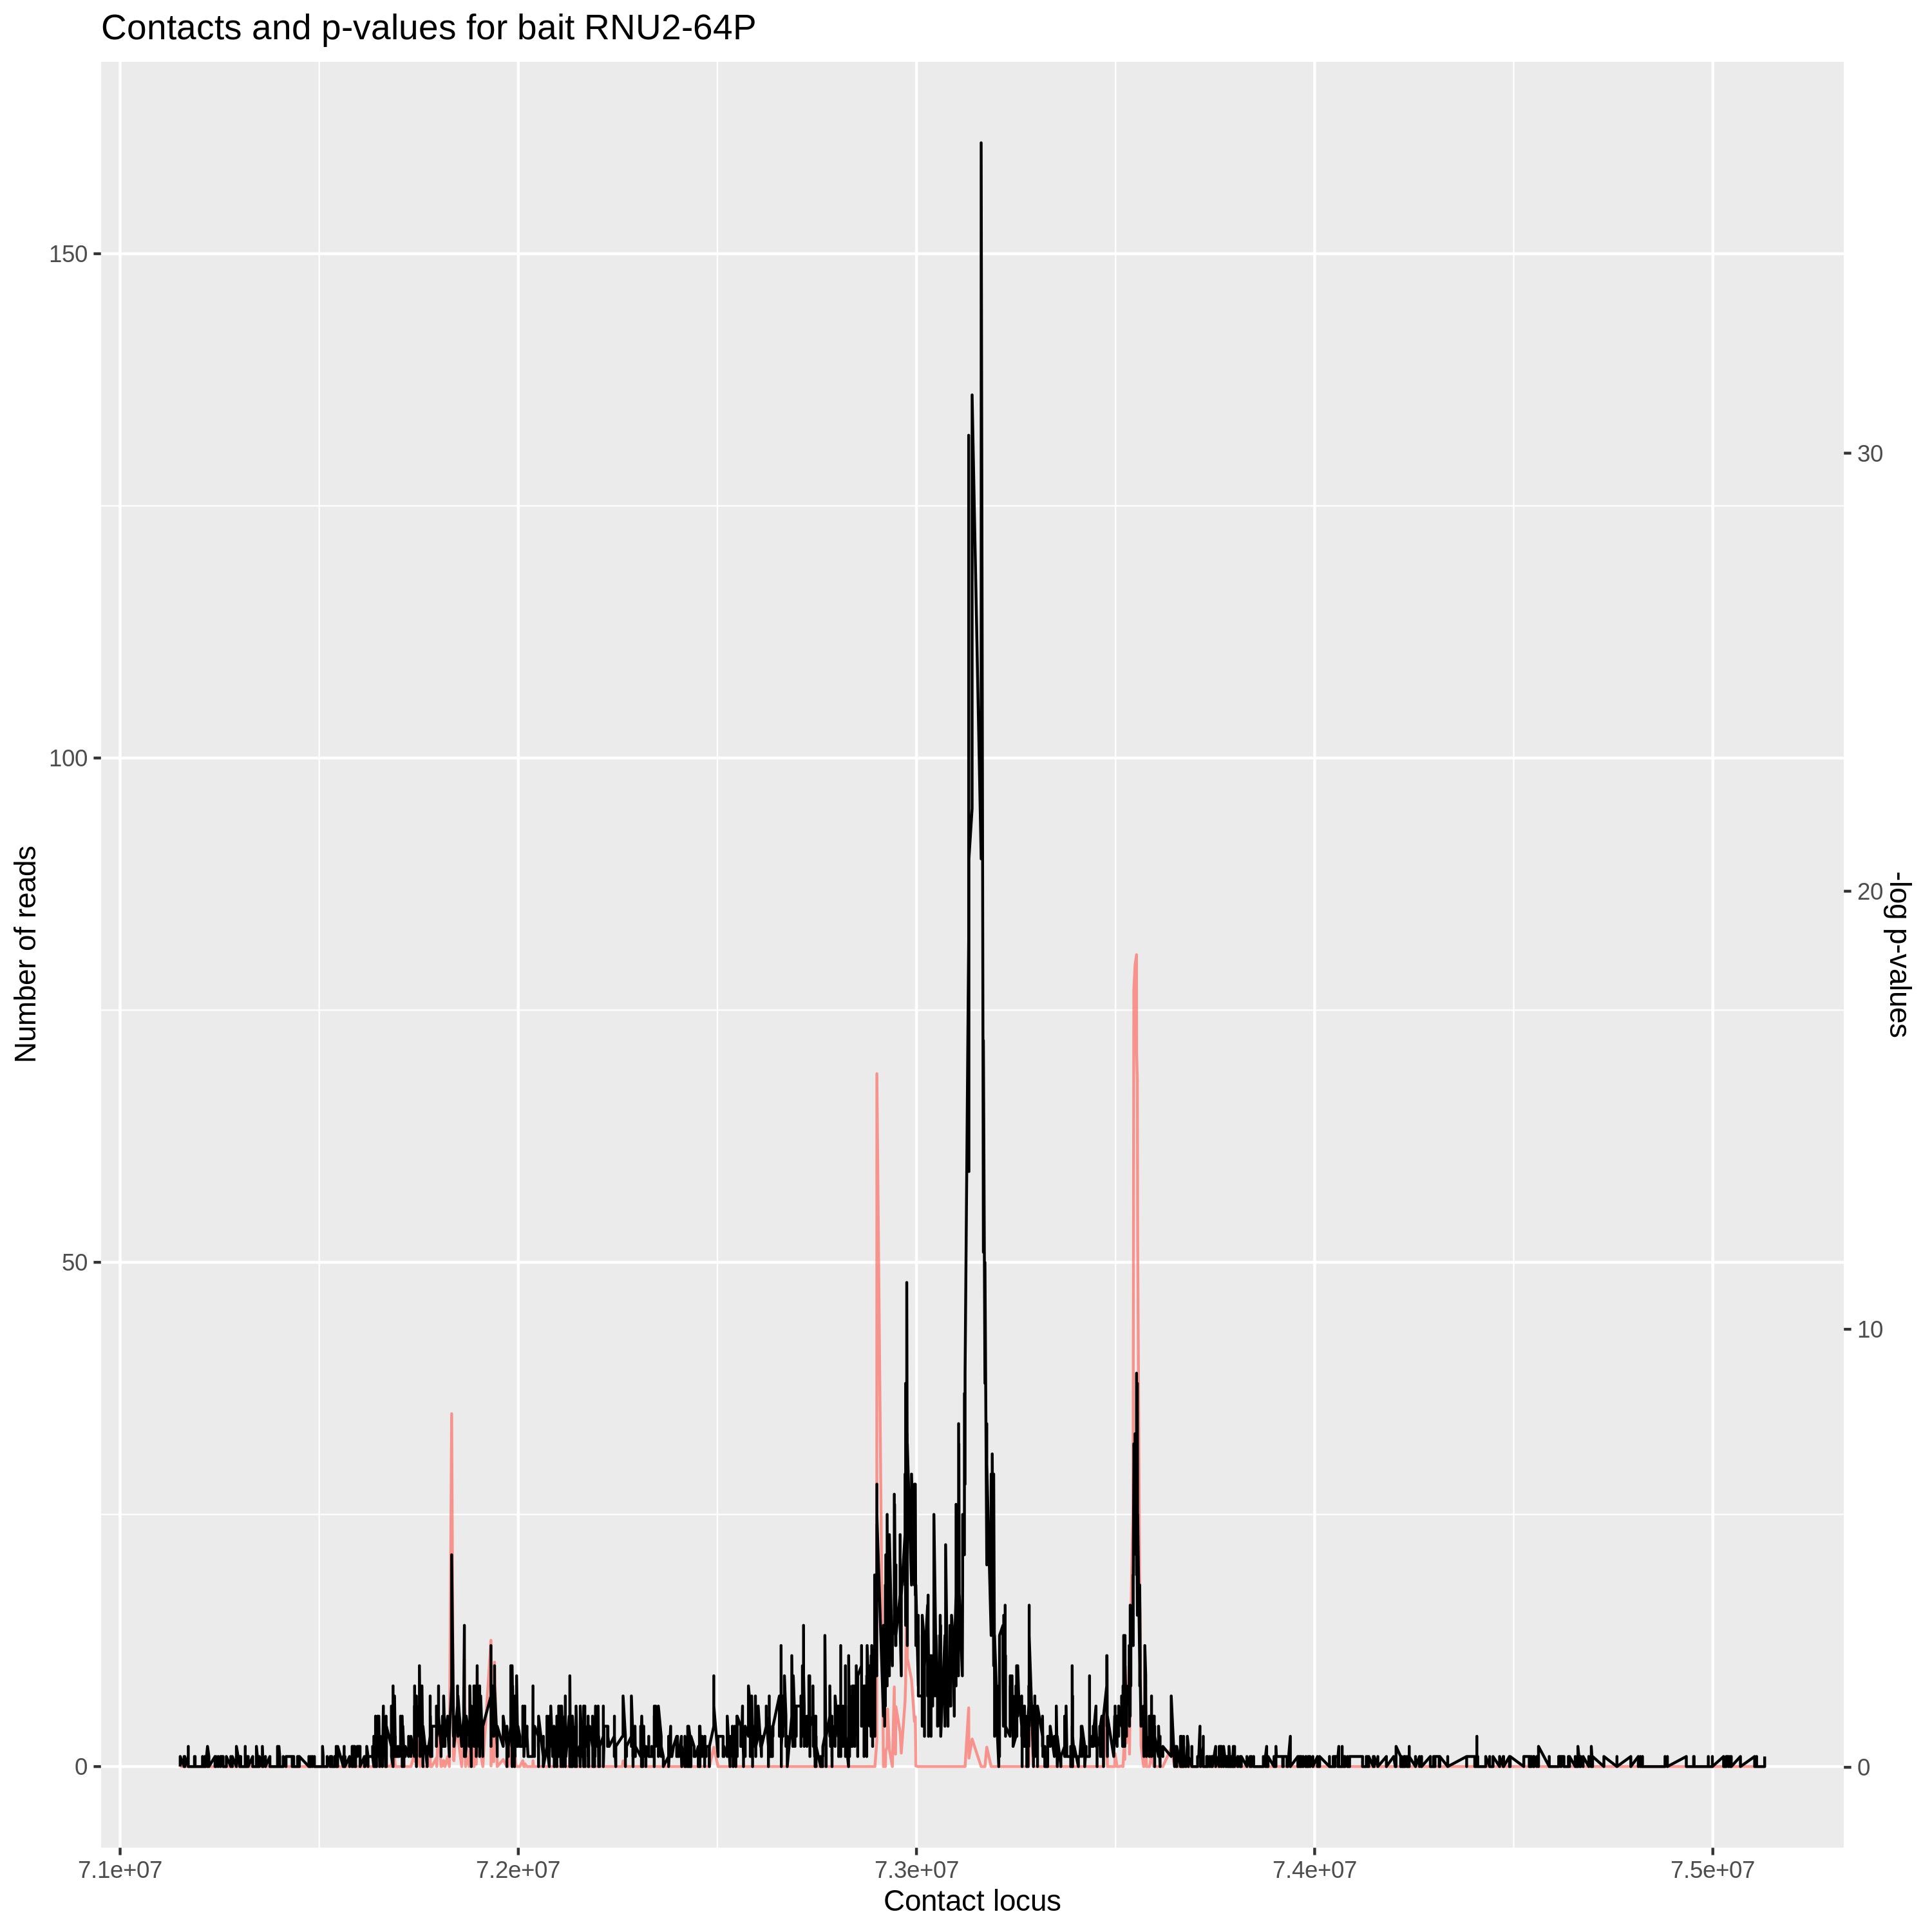 Contacts and p-values for bait RNU2-64P
150
100
50
0
Number of reads
30
20
10
0
-log p-values
7.1e+07
7.2e+07
7.3e+07
7.4e+07
7.5e+07
Contact locus